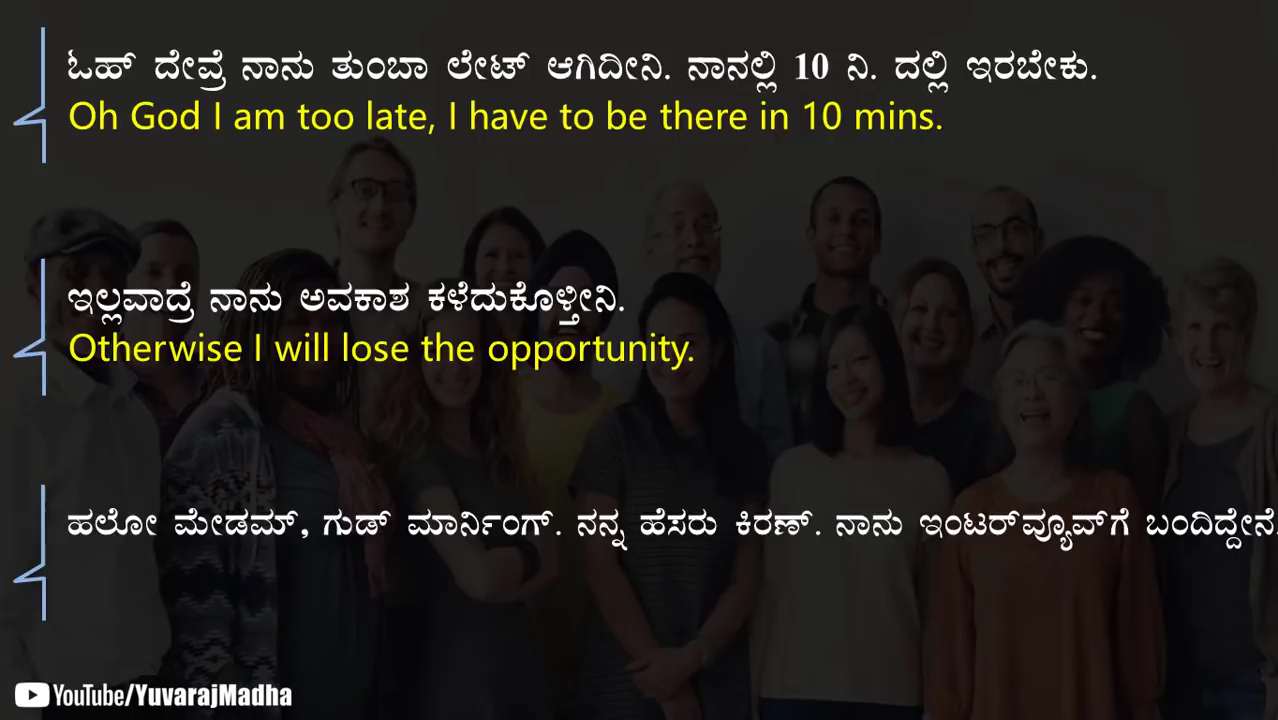 ಓಹ್ ದೇವ್ರೆ ನಾನು ತುಂಬಾ ಲೇಟ್ ಆಗಿದೀನಿ. ನಾನಲ್ಲಿ 10 ನಿ. ದಲ್ಲಿ ಇರಬೇಕು.
Oh God I am too late, I have to be there in 10 mins.
ಇಲ್ಲವಾದ್ರೆ ನಾನು ಅವಕಾಶ ಕಳೆದುಕೊಳ್ತೀನಿ.
Otherwise I will lose the opportunity.
ಹಲೋ ಮೇಡಮ್, ಗುಡ್ ಮಾರ್ನಿಂಗ್. ನನ್ನ ಹೆಸರು ಕಿರಣ್. ನಾನು ಇಂಟರ್‌ವ್ಯೂವ್‌ಗೆ ಬಂದಿದ್ದೇನೆ.
YouTube/YuvarajMadha